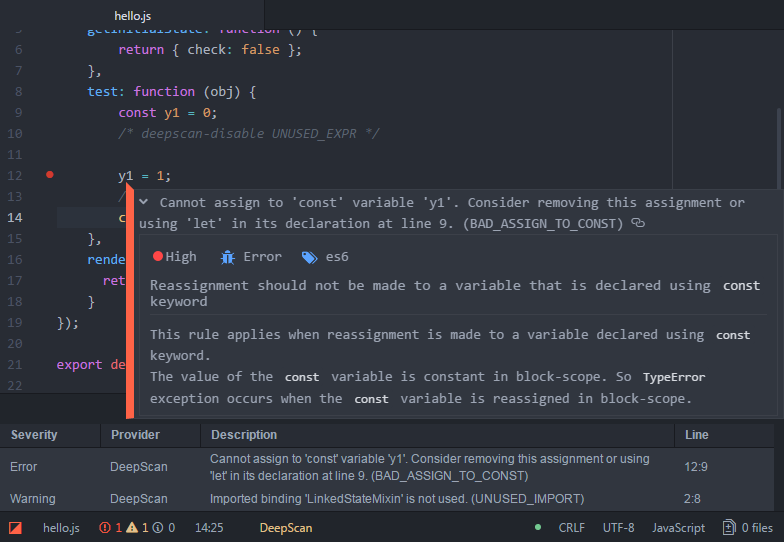 hello.js
5 getInitialState: function () {
6 return { check: false };
7 },
8 test: function (obj) {
9 const y1 = 0;
10 /* deepscan-disable UNUSED_EXPR */
11
12 y1 = 1;
13 /
14 c
15 },
16 rende
17 ret
18 }
19 });
20
21 export de
22
Cannot assign to 'const' variable 'y1'. Consider removing this assignment or
using 'let' in its declaration at line 9. (BAD_ASSIGN_TO_CONST)
High Error es6
Reassignment should not be made to a variable that is declared using const
keyword
This rule applies when reassignment is made to a variable declared using const
keyword.
The value of the const variable is constant in block-scope. So TypeError
exception occurs when the const variable is reassigned in block-scope.
Severity Provider Description Line
Error DeepScan Cannot assign to 'const' variable 'y1'. Consider removing this assignment or using 12:9
'let' in its declaration at line 9. (BAD_ASSIGN_TO_CONST)
Warning DeepScan Imported binding 'LinkedStateMixin' is not used. (UNUSED_IMPORT) 2:8
hello.js 1 1 0 14:25 DeepScan CRLF UTF-8 JavaScript 0 files